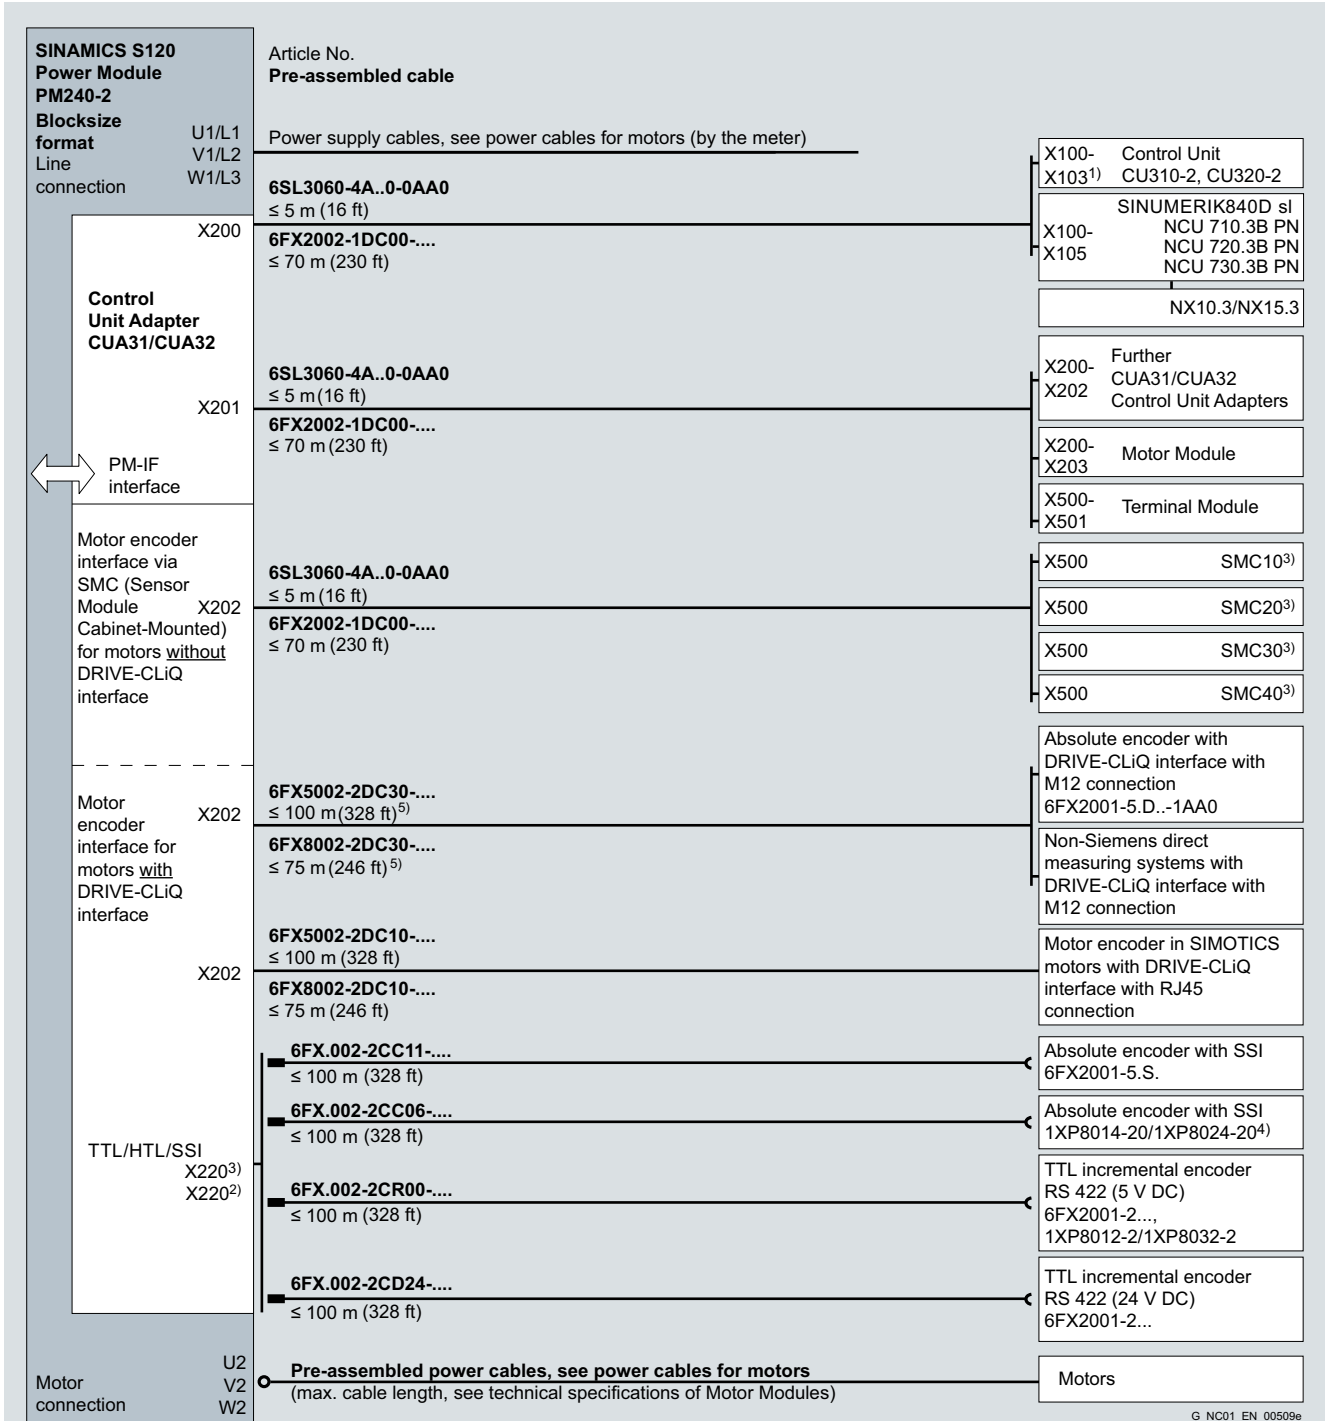 SINAMICS S120
Power Module
PM240-2
Blocksize
format
Line
connection
U1/L1
V1/L2
W1/L3
Article No.
Pre-assembled cable
Power supply cables, see power cables for motors (by the meter)
6SL3060-4A..0-0AA0
≤ 5 m (16 ft)
X200
6FX2002-1DC00-....
≤ 70 m (230 ft)
X100-
X1031)
Control Unit
CU310-2, CU320-2
X100-
X105
SINUMERIK840D sl
NCU 710.3B PN
NCU 720.3B PN
NCU 730.3B PN
NX10.3/NX15.3
Control
Unit Adapter
CUA31/CUA32
6SL3060-4A..0-0AA0
≤ 5 m (16 ft)
X201
6FX2002-1DC00-....
≤ 70 m (230 ft)
X200-
X202
Further
CUA31/CUA32
Control Unit Adapters
X200-
X203
Motor Module
X500-
X501
Terminal Module
PM-IF
interface
Motor encoder
interface via
SMC (Sensor
Module
Cabinet-Mounted)
for motors without
DRIVE-CLiQ
interface
X202
6SL3060-4A..0-0AA0
≤ 5 m (16 ft)
6FX2002-1DC00-....
≤ 70 m (230 ft)
X500 SMC103)
X500 SMC203)
X500 SMC303)
X500 SMC403)
Motor
encoder
interface for
motors with
DRIVE-CLiQ
interface
X202
6FX5002-2DC30-....
≤ 100 m (328 ft)5)
6FX8002-2DC30-....
≤ 75 m (246 ft)5)
Absolute encoder with
DRIVE-CLiQ interface with
M12 connection
6FX2001-5.D..-1AA0
Non-Siemens direct
measuring systems with
DRIVE-CLiQ interface with
M12 connection
X202
6FX5002-2DC10-....
≤ 100 m (328 ft)
6FX8002-2DC10-....
≤ 75 m (246 ft)
Motor encoder in SIMOTICS
motors with DRIVE-CLiQ
interface with RJ45
connection
TTL/HTL/SSI
X2203)
X2202)
6FX.002-2CC11-....
≤ 100 m (328 ft)
Absolute encoder with SSI
6FX2001-5.S.
6FX.002-2CC06-....
≤ 100 m (328 ft)
Absolute encoder with SSI
1XP8014-20/1XP8024-204)
6FX.002-2CR00-....
≤ 100 m (328 ft)
TTL incremental encoder
RS 422 (5 V DC)
6FX2001-2...,
1XP8012-2/1XP8032-2
6FX.002-2CD24-....
≤ 100 m (328 ft)
TTL incremental encoder
RS 422 (24 V DC)
6FX2001-2...
Motor
connection
U2
V2
W2
Pre-assembled power cables, see power cables for motors
(max. cable length, see technical specifications of Motor Modules)
Motors
G_NC01_EN_00509e